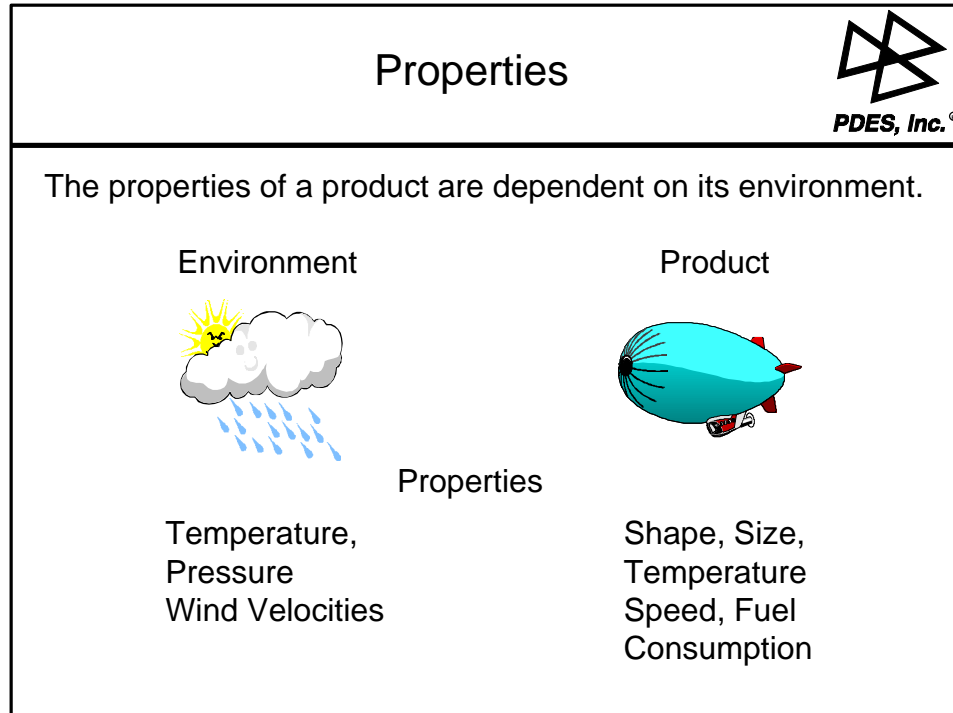 Properties
PDES, Inc.®
The properties of a product are dependent on its environment.
Environment
Product
Properties
Temperature,
Pressure
Wind Velocities
Shape, Size,
Temperature
Speed, Fuel
Consumption